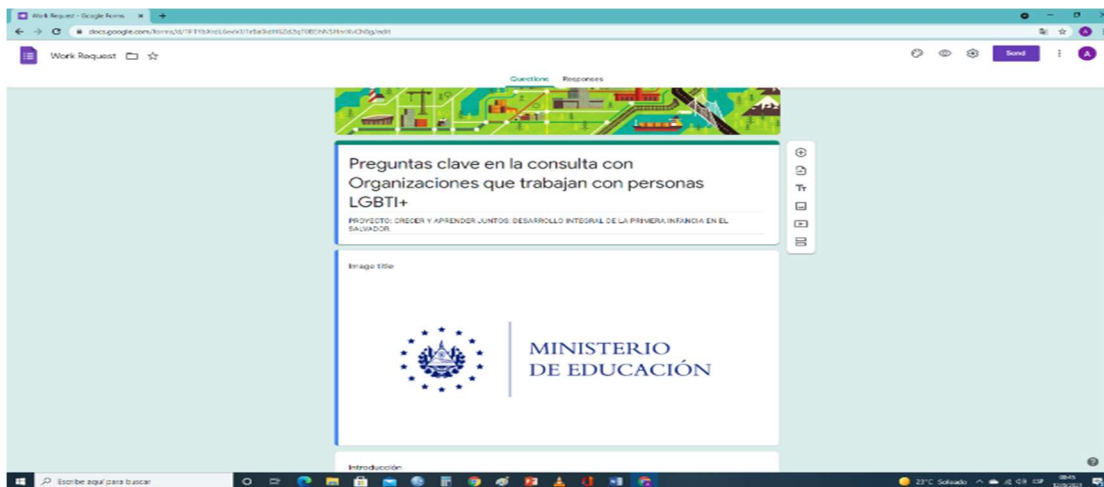 Work Request - Google Forms
Work Request
Send
A
Questions
Responses
Preguntas clave en la consulta con
Organizaciones que trabajan con personas
LGBTI+
PROYECTO: CRECER Y APRENDER JUNTOS: DESARROLLO INTEGRAL DE LA PRIMERA INFANCIA EN EL
SALVADOR.
Tr
Image title
MINISTERIO
DE EDUCACIÓN
Introducción
Escribe aquí para buscar
23°C Soleado
ESP